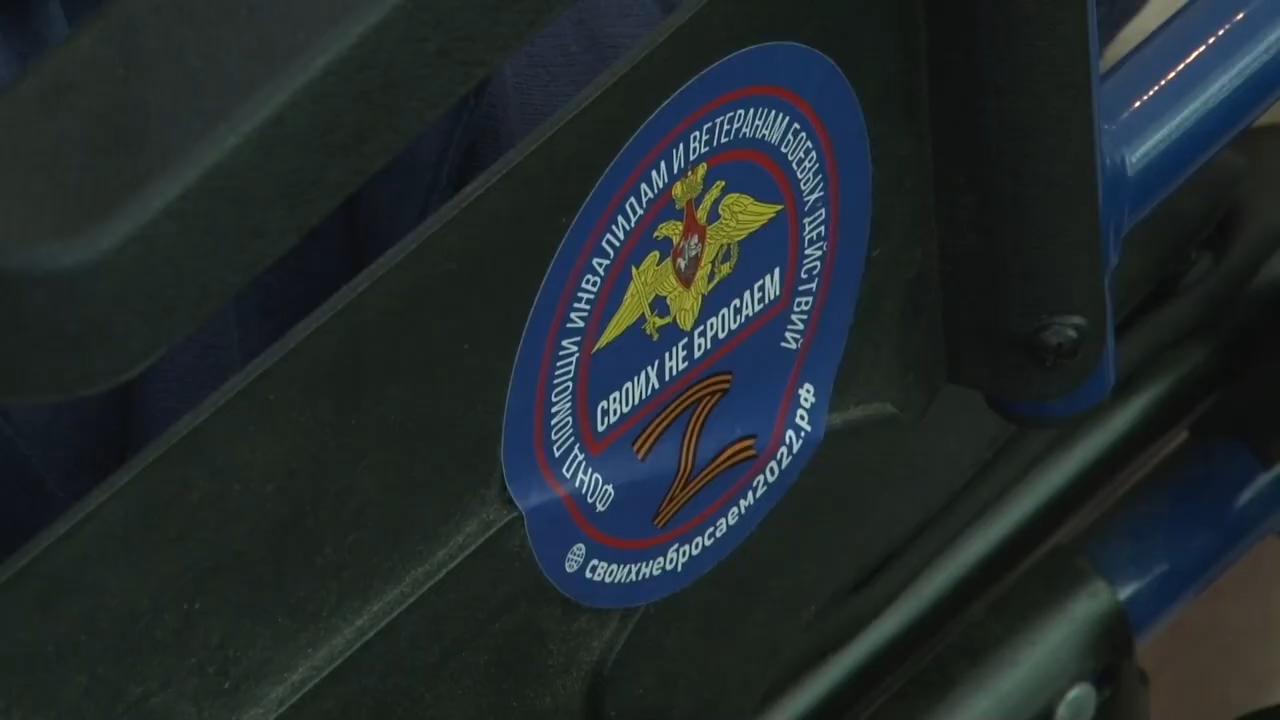 ФОНД ПОМОЩИ ИНВАЛИДАМ И ВЕТЕРАНАМ БОЕВЫХ ДЕЙСТВИЙ
СВОИХ НЕ БРОСАЕМ
Z
своихнебросаем2022.рф